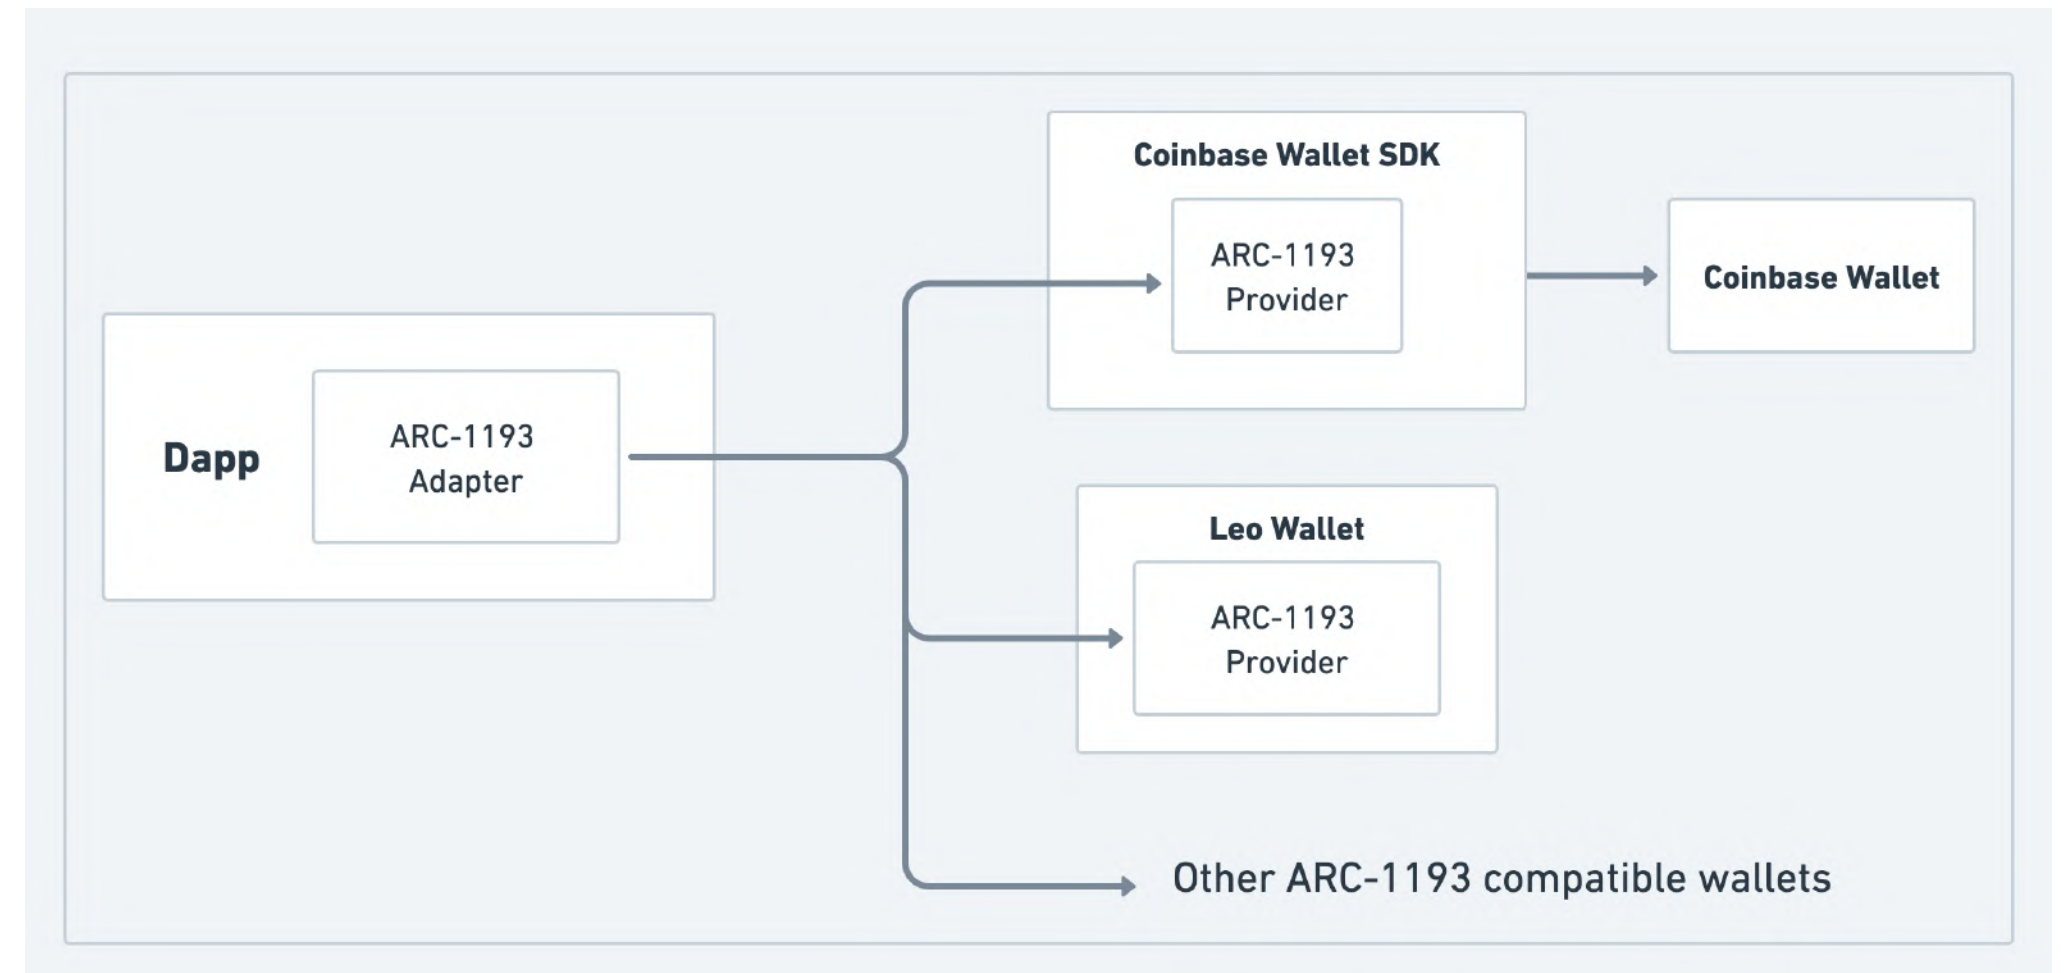 Dapp
ARC-1193
Adapter
Coinbase Wallet SDK
ARC-1193
Provider
Coinbase Wallet
Leo Wallet
ARC-1193
Provider
Other ARC-1193 compatible wallets